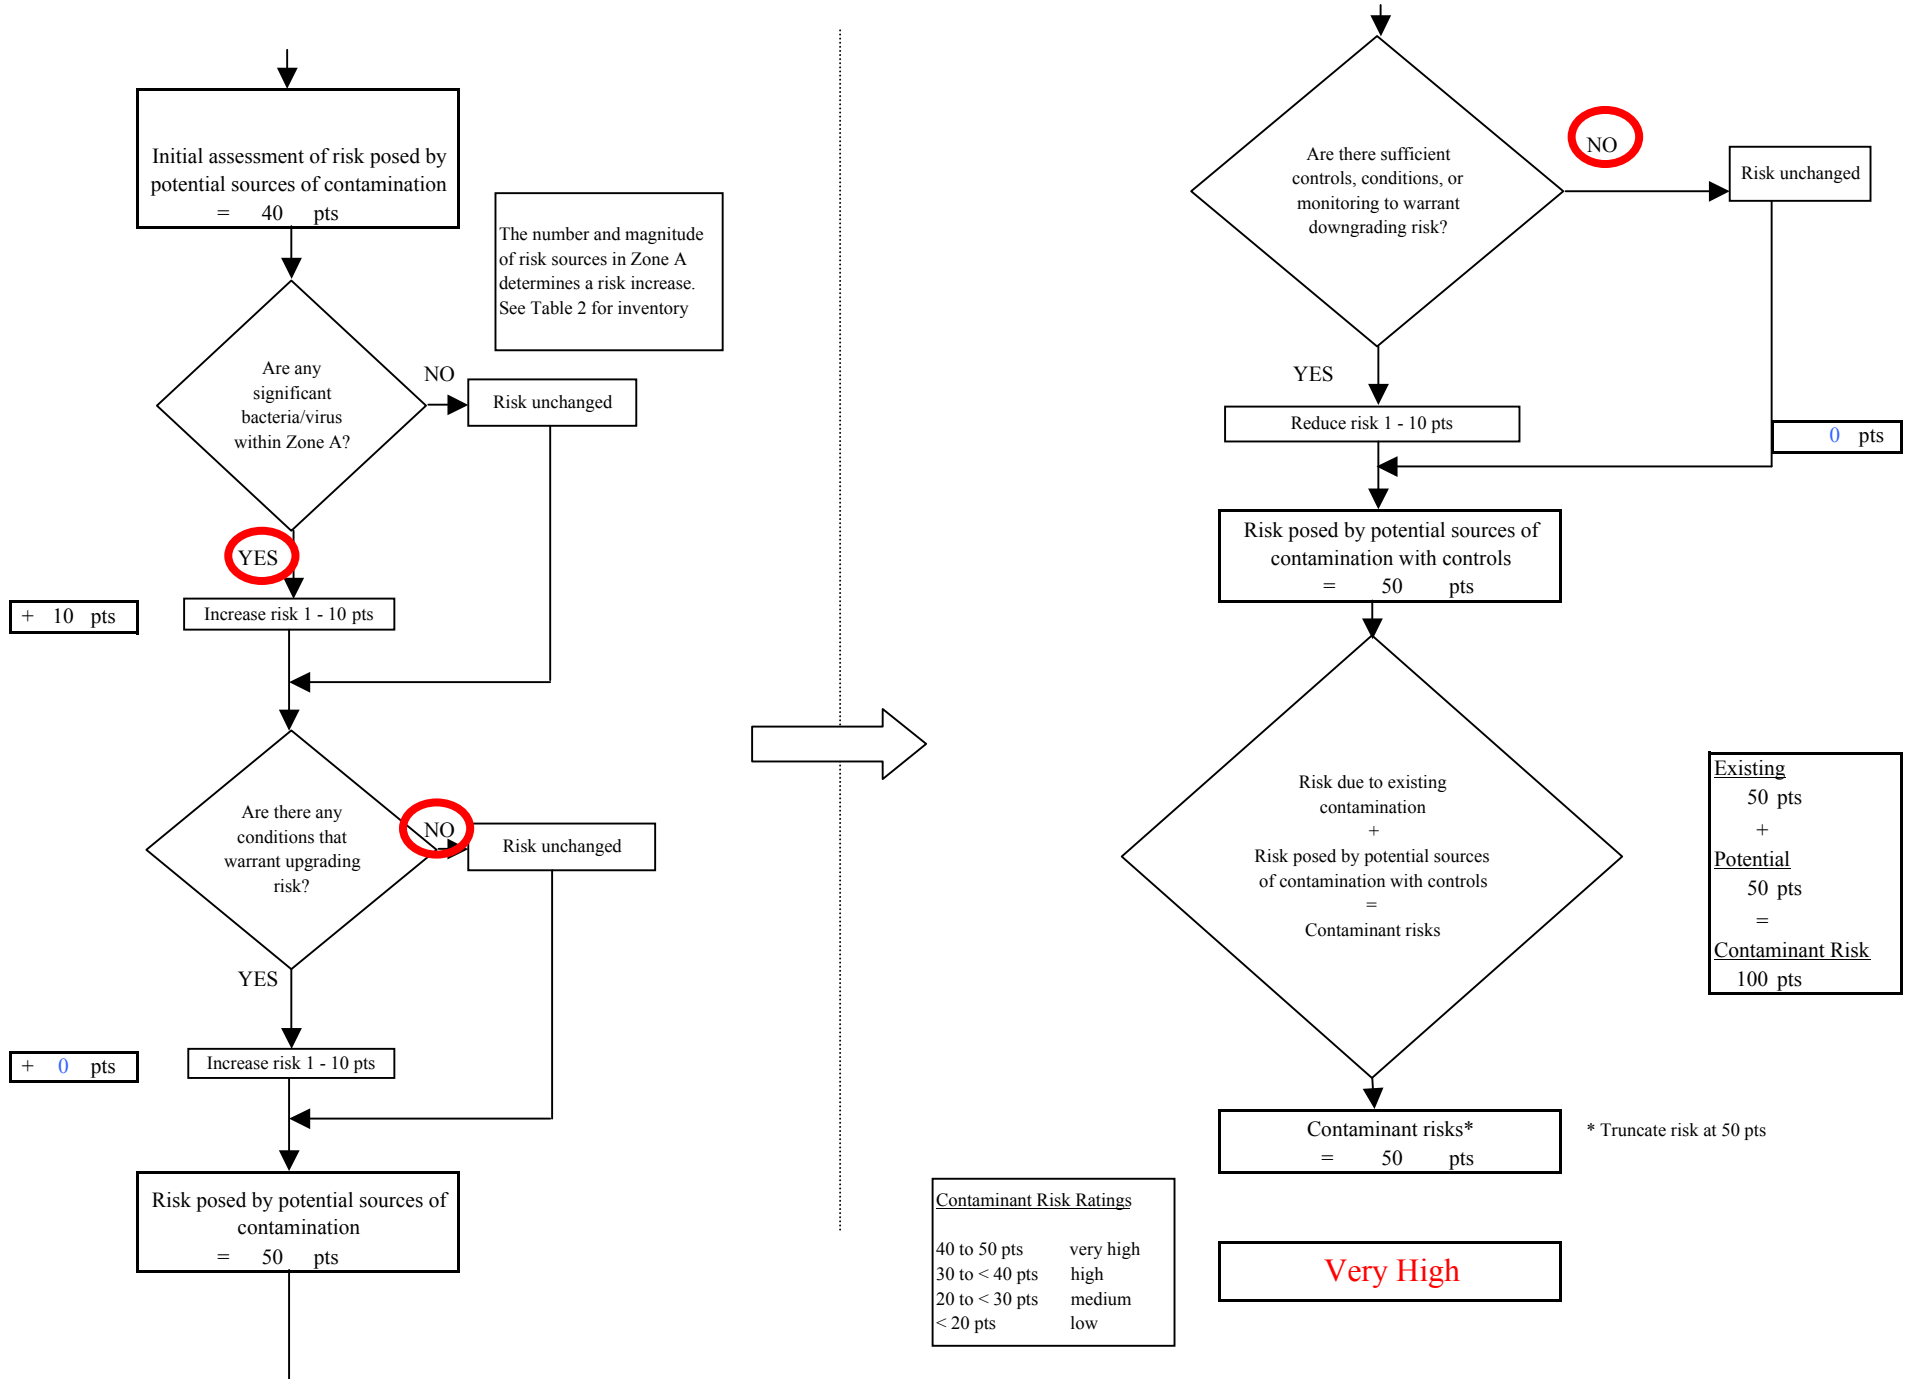 Initial assessment of risk posed by
potential sources of contamination
= 40 pts
The number and magnitude
of risk sources in Zone A
determines a risk increase.
See Table 2 for inventory
Are any
significant
bacteria/virus
within Zone A?
NO
Risk unchanged
YES
+ 10 pts
Increase risk 1 - 10 pts
Are there any
conditions that
warrant upgrading
risk?
NO
Risk unchanged
YES
+ 0 pts
Increase risk 1 - 10 pts
Risk posed by potential sources of
contamination
= 50 pts
Are there sufficient
controls, conditions, or
monitoring to warrant
downgrading risk?
NO
Risk unchanged
YES
Reduce risk 1 - 10 pts
0 pts
Risk posed by potential sources of
contamination with controls
= 50 pts
Risk due to existing
contamination
+
Risk posed by potential sources
of contamination with controls
=
Contaminant risks
Existing
50 pts
+
Potential
50 pts
=
Contaminant Risk
100 pts
Contaminant risks*
= 50 pts
* Truncate risk at 50 pts
Contaminant Risk Ratings
40 to 50 pts very high
30 to < 40 pts high
20 to < 30 pts medium
< 20 pts low
Very High